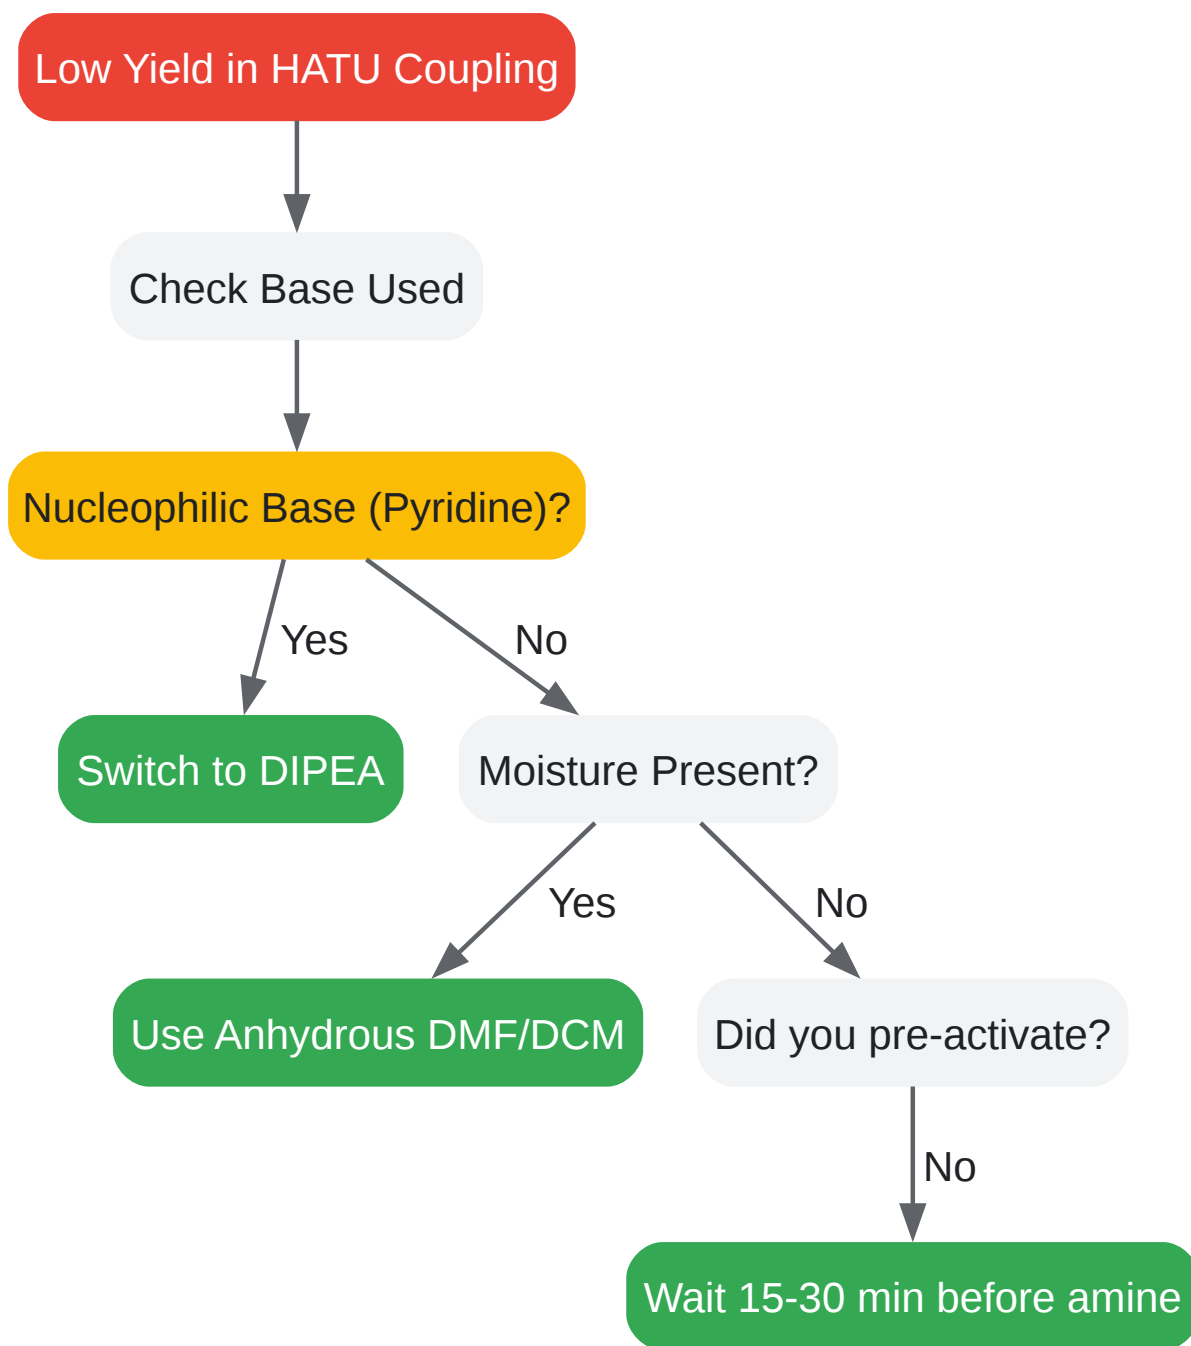 Low Yield in HATU Coupling
Check Base Used
Nucleophilic Base (Pyridine)?
Yes
No
Switch to DIPEA
Moisture Present?
Yes
No
Use Anhydrous DMF/DCM
Did you pre-activate?
No
Wait 15-30 min before amine